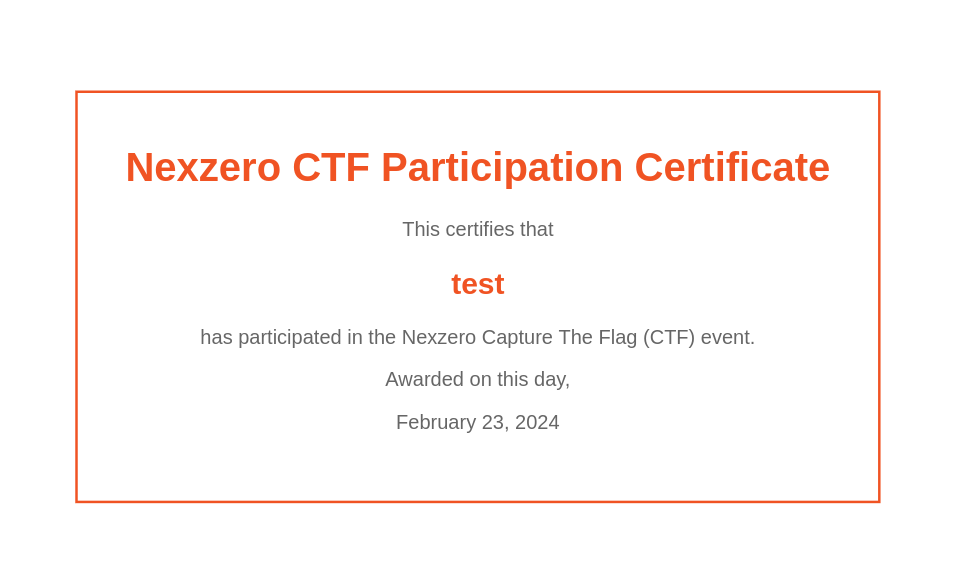 Nexzero CTF Participation Certificate
This certifies that
test
has participated in the Nexzero Capture The Flag (CTF) event.
Awarded on this day,
February 23, 2024